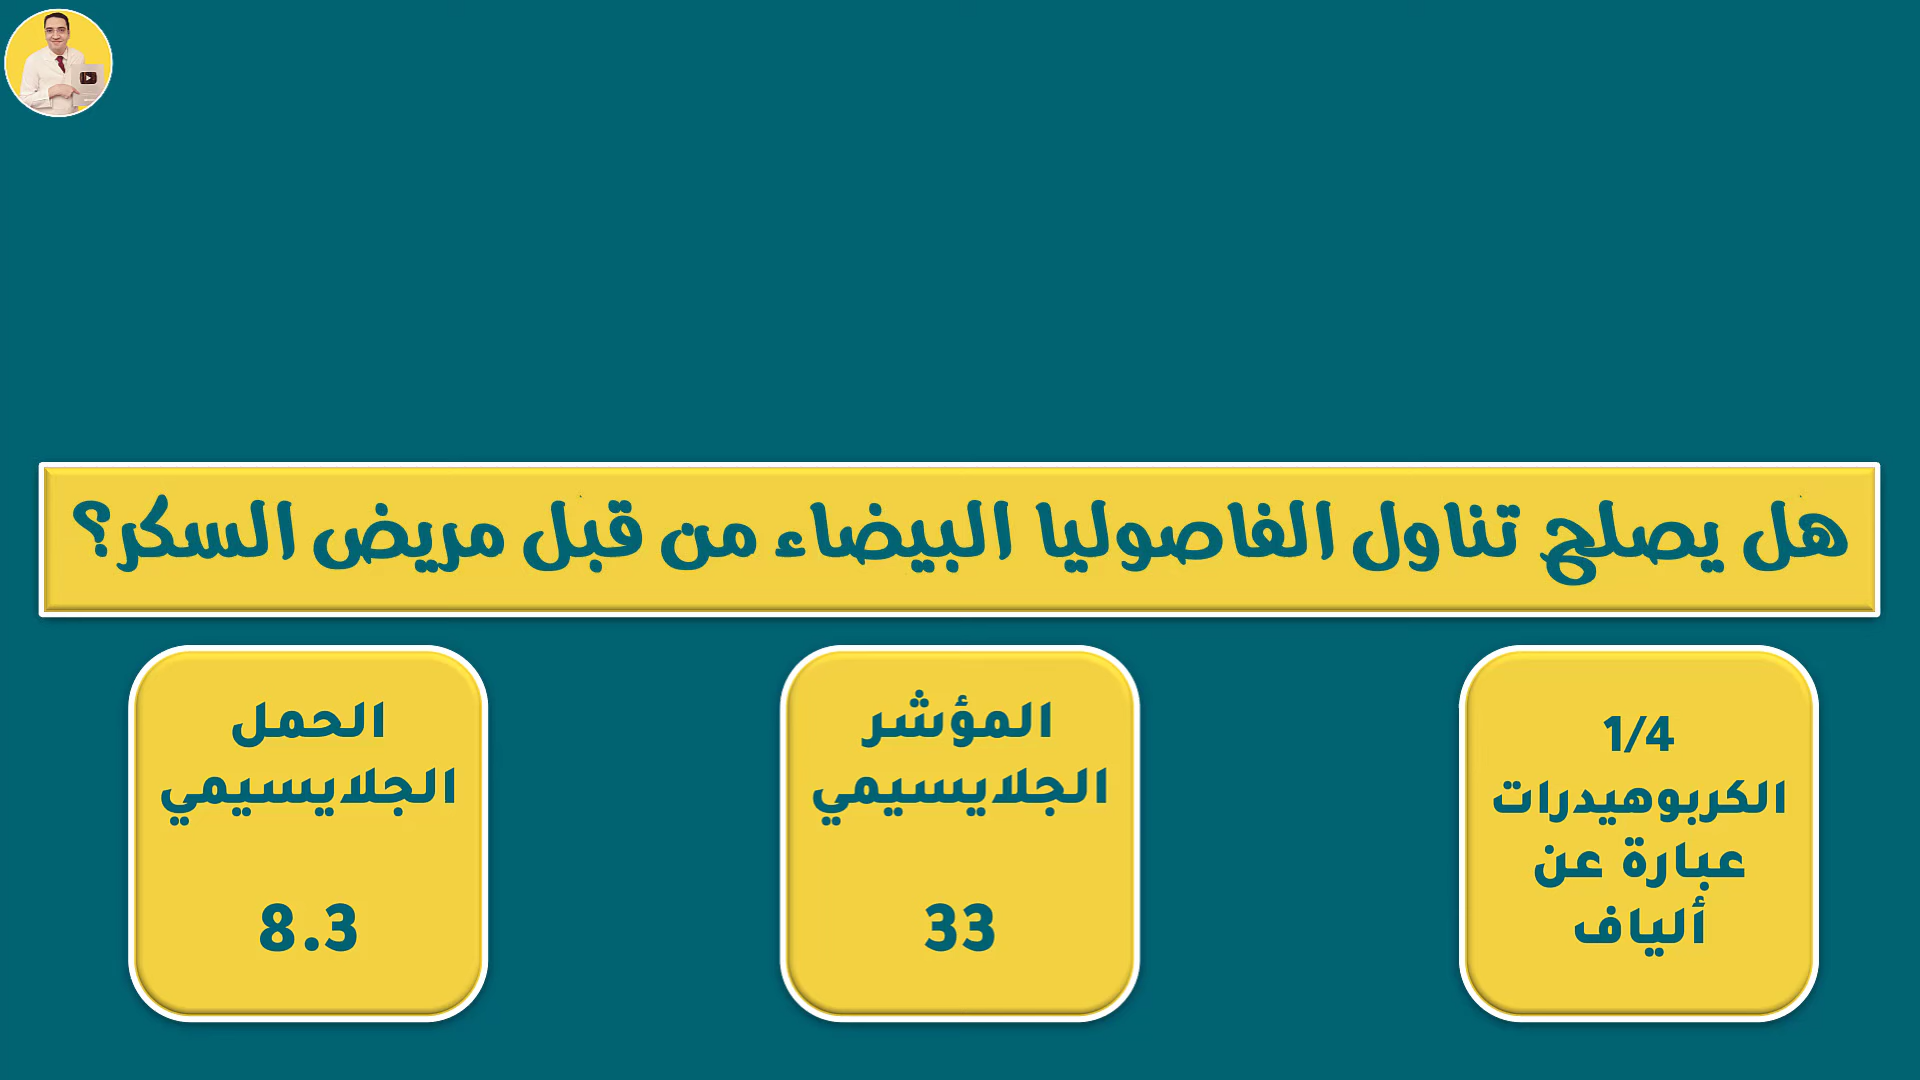 هل يصلح تناول الفاصوليا البيضاء من قبل مريض السكر؟
1/4
الكربوهيدرات
عبارة عن
ألياف
المؤشر
الجلايسيمي
33
الحمل
الجلايسيمي
8.3